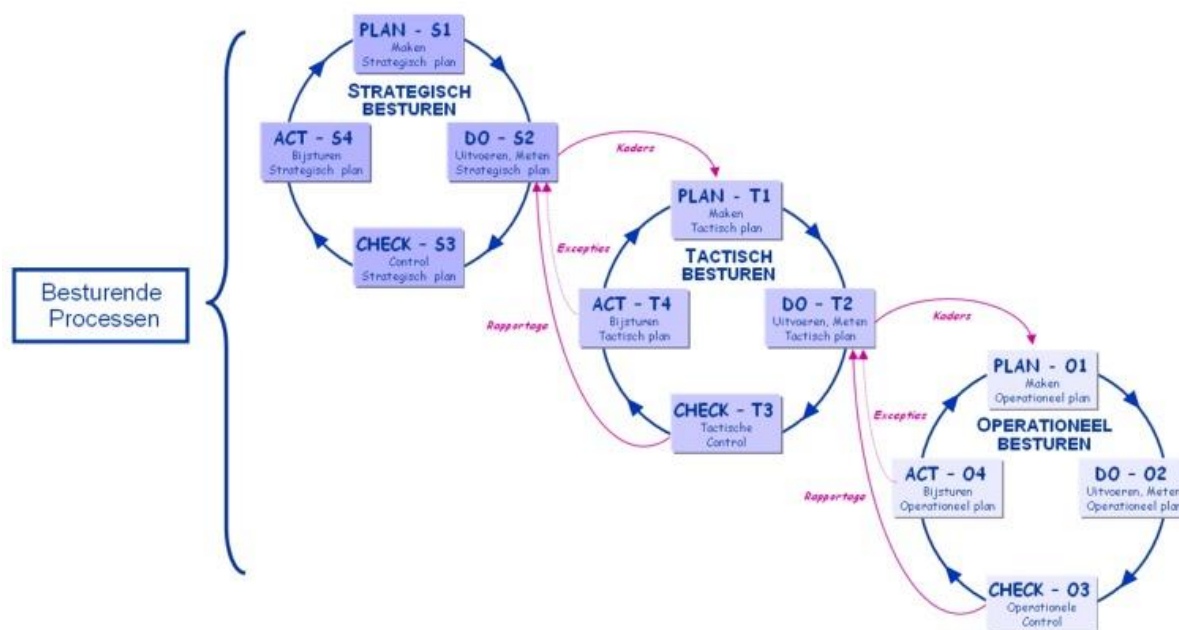 Besturende
Processen
PLAN - S1
Maken
Strategisch plan
STRATEGISCH
BESTUREN
ACT - S4
Bijsturen
Strategisch plan
DO - S2
Uitvoeren, Meten
Strategisch plan
CHECK - S3
Control
Strategisch plan
Kaders
Excepties
Rapportage
PLAN - T1
Maken
Tactisch plan
TACTISCH
BESTUREN
ACT - T4
Bijsturen
Tactisch plan
DO - T2
Uitvoeren, Meten
Tactisch plan
CHECK - T3
Tactische
Control
Kaders
Excepties
Rapportage
PLAN - O1
Maken
Operationeel plan
OPERATIONEEL
BESTUREN
ACT - O4
Bijsturen
Operationeel plan
DO - O2
Uitvoeren, Meten
Operationeel plan
CHECK - O3
Operationele
Control